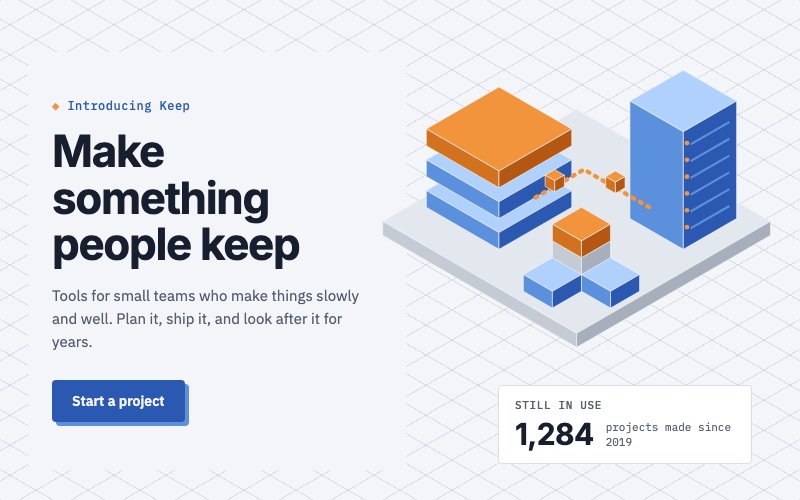 Introducing Keep
Make
something
people keep
Tools for small teams who make things slowly
and well. Plan it, ship it, and look after it for
years.
Start a project
STILL IN USE
1,284 projects made since
2019